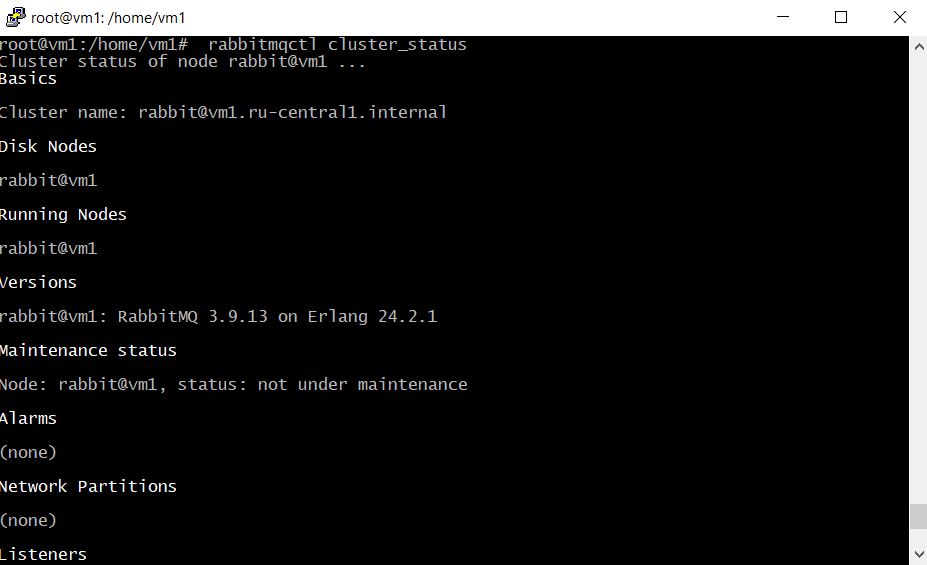 root@vm1: /home/vm1
root@vm1:/home/vm1#  rabbitmqctl cluster_status
Cluster status of node rabbit@vm1 ...
Basics
Cluster name: rabbit@vm1.ru-central1.internal
Disk Nodes
rabbit@vm1
Running Nodes
rabbit@vm1
Versions
rabbit@vm1: RabbitMQ 3.9.13 on Erlang 24.2.1
Maintenance status
Node: rabbit@vm1, status: not under maintenance
Alarms
(none)
Network Partitions
(none)
Listeners